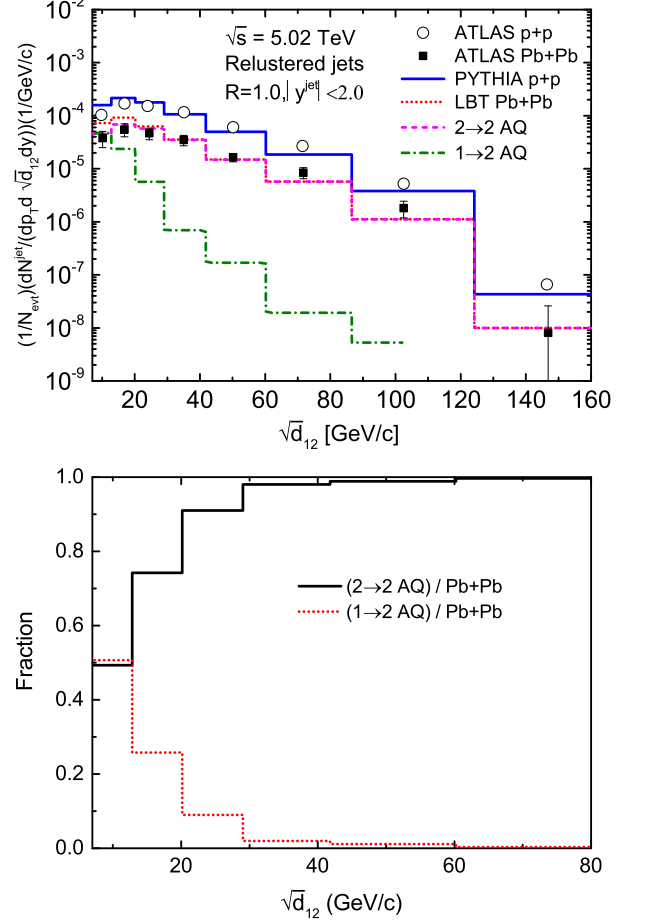 10⁻²
10⁻³
10⁻⁴
10⁻⁵
10⁻⁶
10⁻⁷
10⁻⁸
10⁻⁹
(1/N_evt)(dN^jet/(dp_T d √d_12 dy))(1/GeV/c)
√s = 5.02 TeV
Relustered jets
R=1.0,| y^jet| <2.0
ATLAS p+p
ATLAS Pb+Pb
PYTHIA p+p
LBT Pb+Pb
2→2 AQ
1→2 AQ
20 40 60 80 100 120 140 160
√d_12 [GeV/c]
1.0
0.8
0.6
0.4
0.2
0.0
Fraction
(2→2 AQ) / Pb+Pb
(1→2 AQ) / Pb+Pb
20 40 60 80
√d_12 (GeV/c)